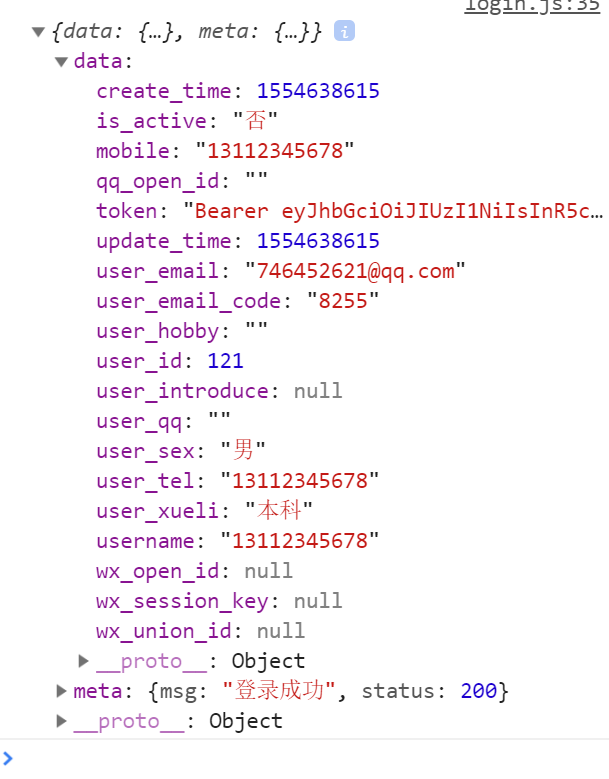 login.js:35
▼ {data: {…}, meta: {…}} i
▼ data:
create_time: 1554638615
is_active: "否"
mobile: "13112345678"
qq_open_id: ""
token: "Bearer eyJhbGciOiJIUzI1NiIsInR5c…
update_time: 1554638615
user_email: "746452621@qq.com"
user_email_code: "8255"
user_hobby: ""
user_id: 121
user_introduce: null
user_qq: ""
user_sex: "男"
user_tel: "13112345678"
user_xueli: "本科"
username: "13112345678"
wx_open_id: null
wx_session_key: null
wx_union_id: null
▶ __proto__: Object
▶ meta: {msg: "登录成功", status: 200}
▶ __proto__: Object